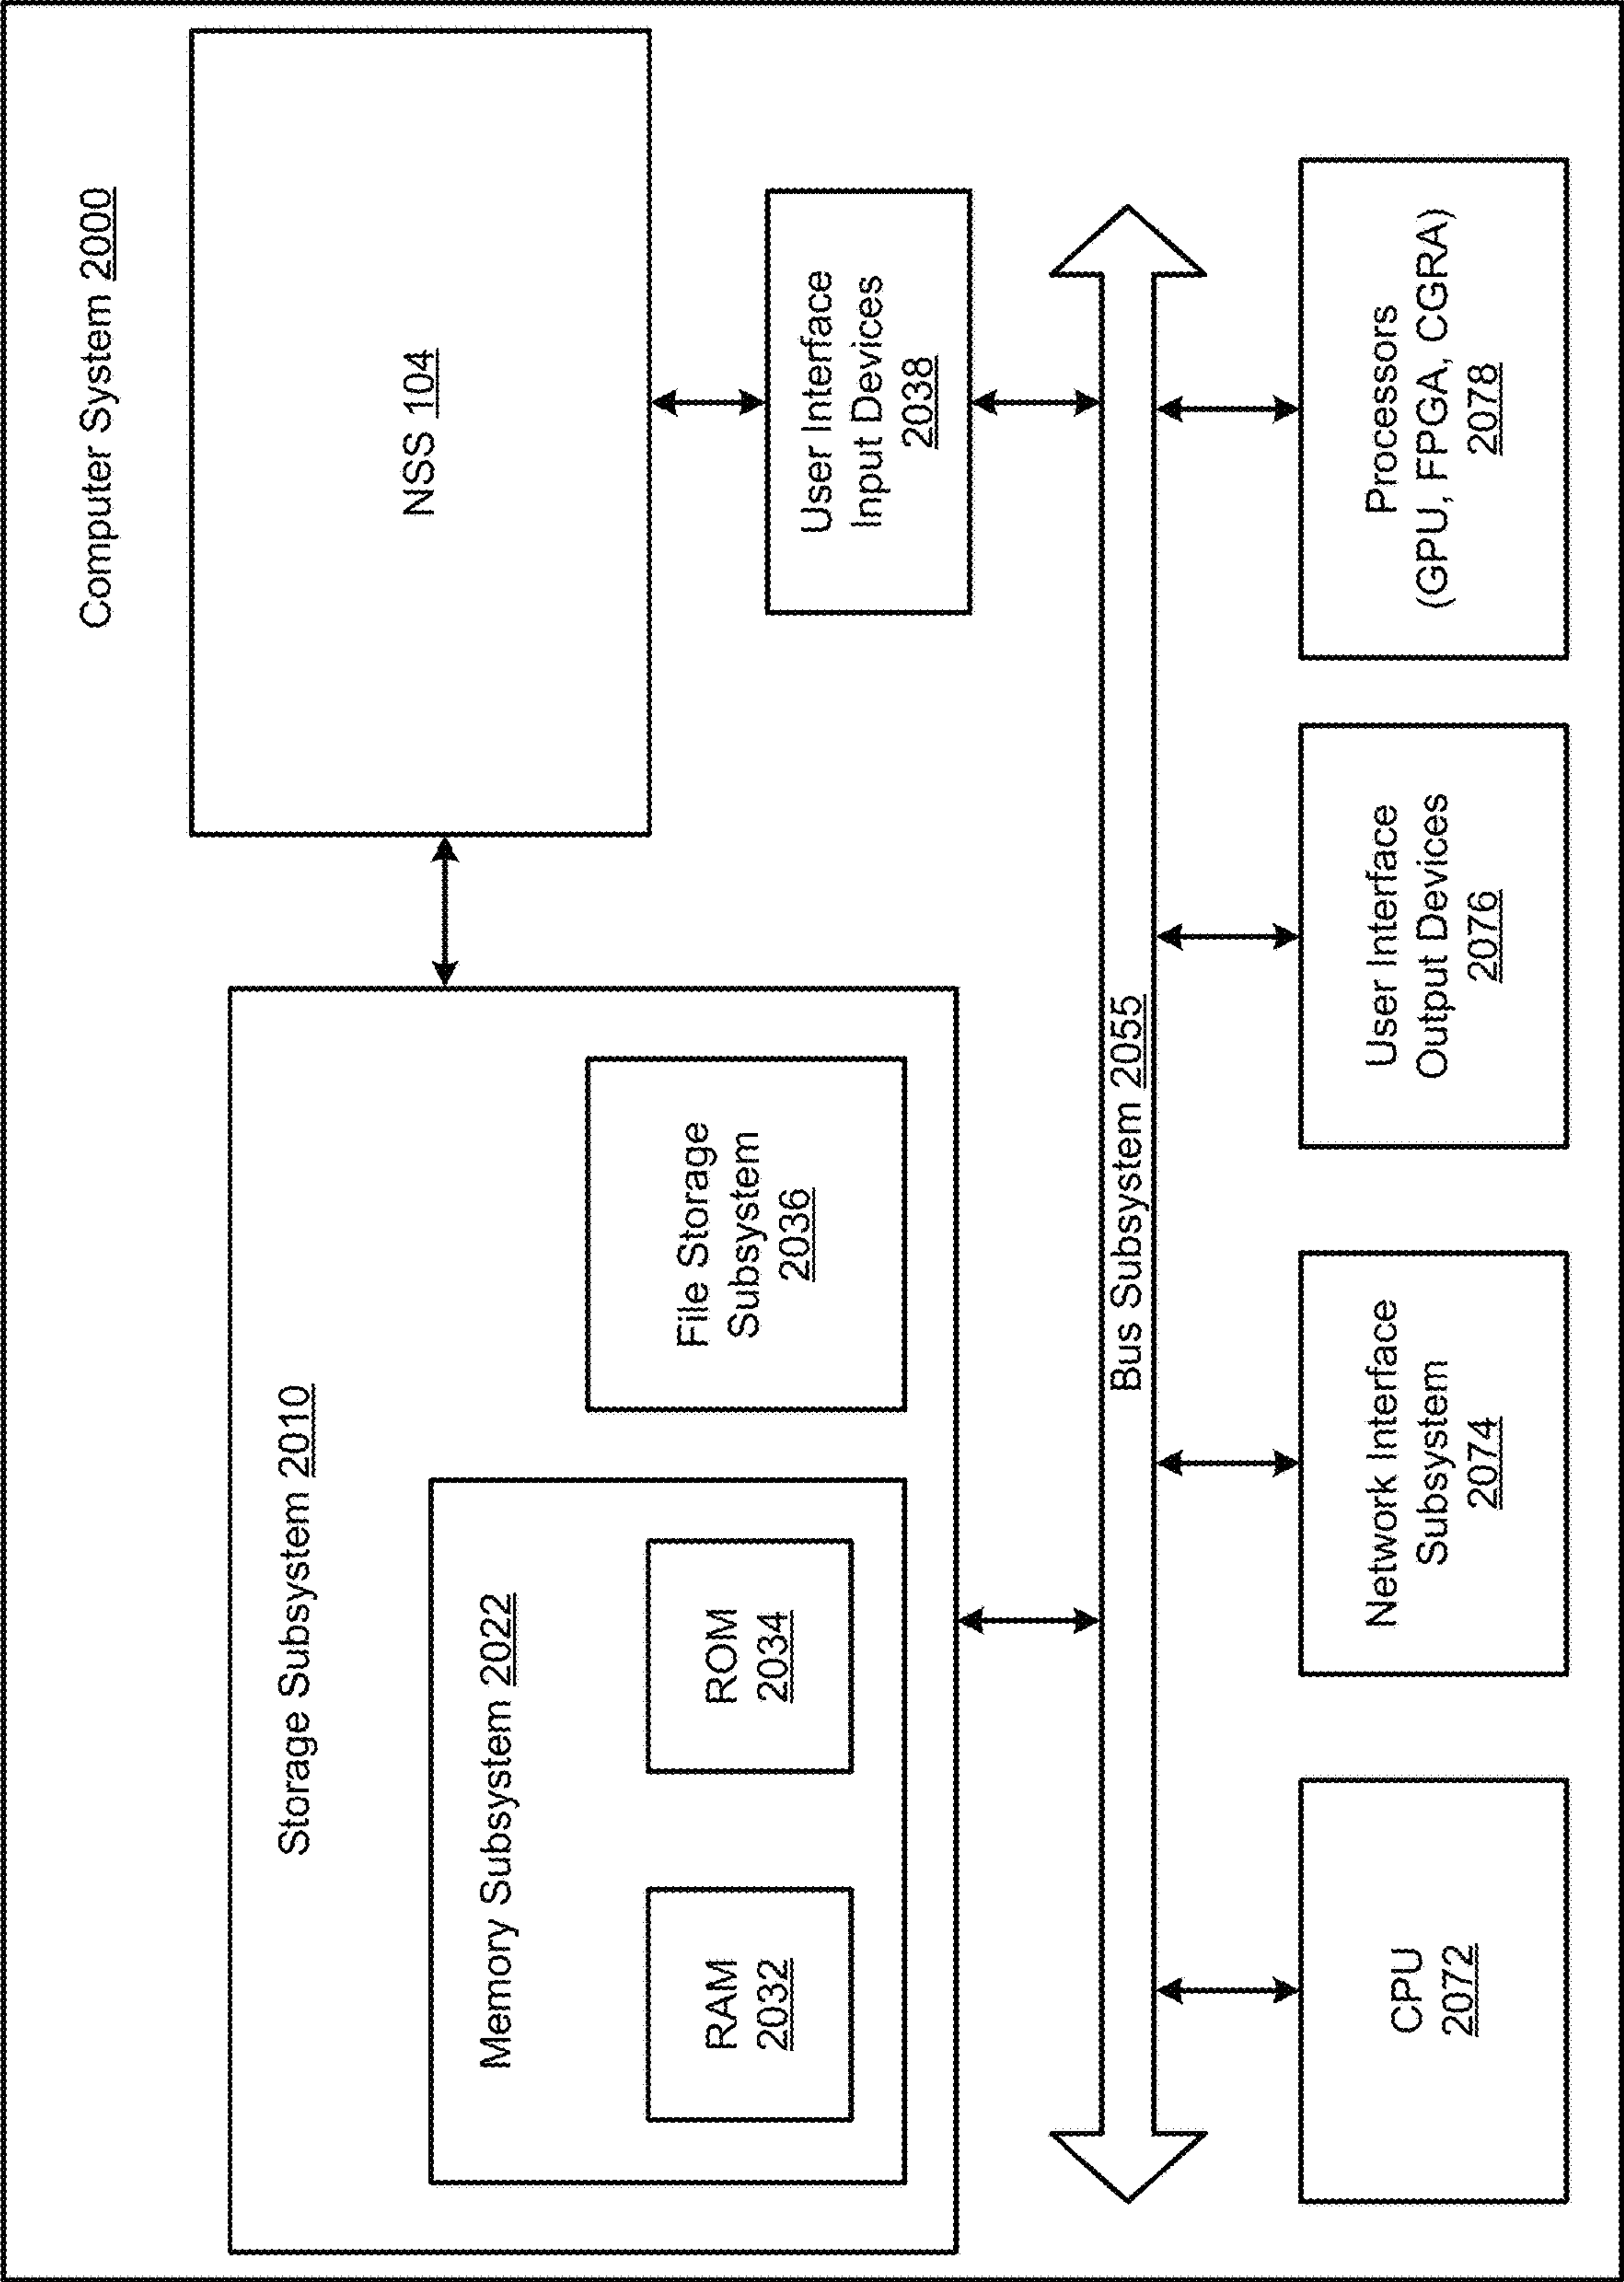 Computer System 2000
Storage Subsystem 2010
Memory Subsystem 2022
RAM
2032
ROM
2034
File Storage
Subsystem
2036
NSS 104
User Interface
Input Devices
2038
Bus Subsystem 2055
CPU
2072
Network Interface
Subsystem
2074
User Interface
Output Devices
2076
Processors
(GPU, FPGA, CGRA)
2078